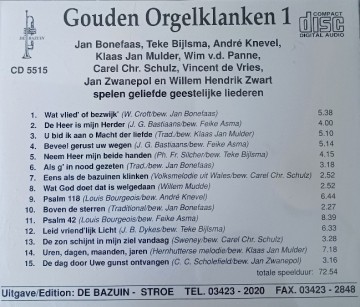 Gouden Orgelklanken 1
COMPACT
disc
DIGITAL AUDIO
DE BAZUIN
CD 5515
Jan Bonefaas, Teke Bijlsma, André Knevel,
Klaas Jan Mulder, Wim v.d. Panne,
Carel Chr. Schulz, Vincent de Vries,
Jan Zwanepol en Willem Hendrik Zwart
spelen geliefde geestelijke liederen
1. Wat vlied' of bezwijk' (W. Croft/bew. Jan Bonefaas) 5.38
2. De Heer is mijn Herder (J. G. Bastiaans/bew. Feike Asma) 4.00
3. U bid ik aan o Macht der liefde (Trad./bew. Klaas Jan Mulder) 5.10
4. Beveel gerust uw wegen (J. G. Bastiaans/bew. Feike Asma) 5.14
5. Neem Heer mijn beide handen (Ph. Fr. Silcher/bew. Teke Bijlsma) 4.15
6. Als g' in nood gezeten (Trad./bew. Jan Bonefaas) 3.18
7. Eens als de bazuinen klinken (Volksmelodie uit Wales/bew. Carel Chr. Schulz) 2.52
8. Wat God doet dat is welgedaan (Willem Mudde) 2.52
9. Psalm 118 (Louis Bourgeois/bew. André Knevel) 6.44
10. Boven de sterren (Traditional/bew. Jan Bonefaas) 2.57
11. Psalm 42 (Louis Bourgeois/bew. Feike Asma) 8.39
12. Leid vriend'lijk Licht (J. B. Dykes/bew. Teke Bijlsma) 3.33
13. De zon schijnt in mijn ziel vandaag (Sweney/bew. Carel Chr. Schulz) 3.28
14. Uren, dagen, maanden, jaren (Hernhutterse melodie/bew. Klaas Jan Mulder) 7.18
15. De dag door Uwe gunst ontvangen (C. C. Scholefield/bew. Jan Zwanepol) 3.16
totale speelduur: 72.54
Uitgave/Edition: DE BAZUIN - STROE TEL. 03423 - 2020 FAX. 03423 - 2848